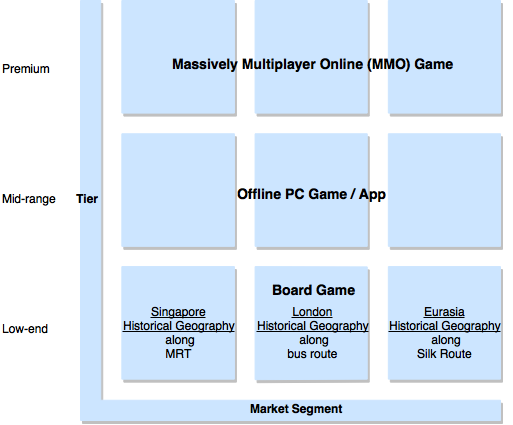 Premium
Massively Multiplayer Online (MMO) Game
Mid-range
Tier
Offline PC Game / App
Low-end
Board Game
Singapore
Historical Geography
along
MRT
London
Historical Geography
along
bus route
Eurasia
Historical Geography
along
Silk Route
Market Segment